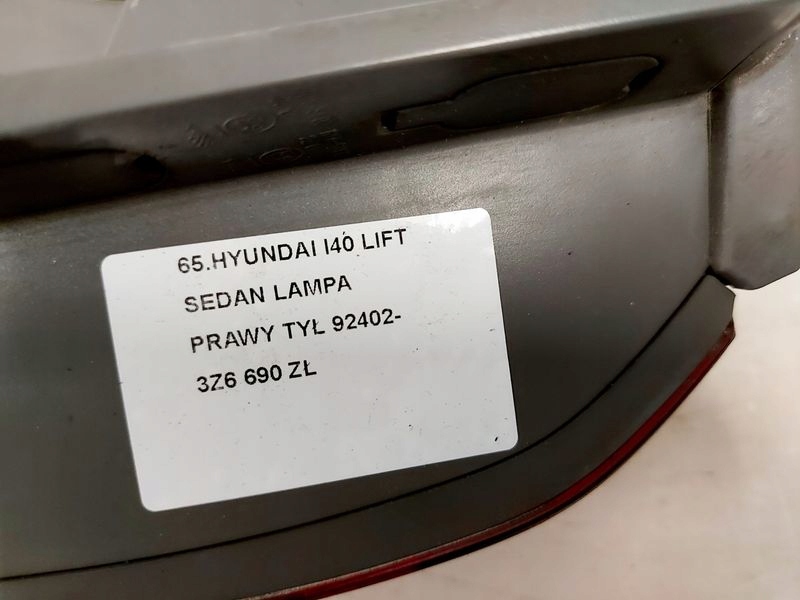 65.HYUNDAI I40 LIFT
SEDAN LAMPA
PRAWY TYŁ 92402-
3Z6 690 ZŁ